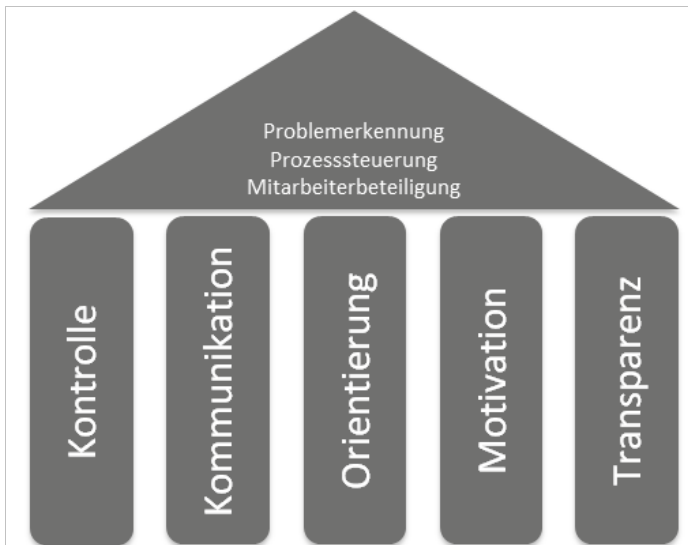 Problemerkennung
Prozesssteuerung
Mitarbeiterbeteiligung
Kontrolle
Kommunikation
Orientierung
Motivation
Transparenz